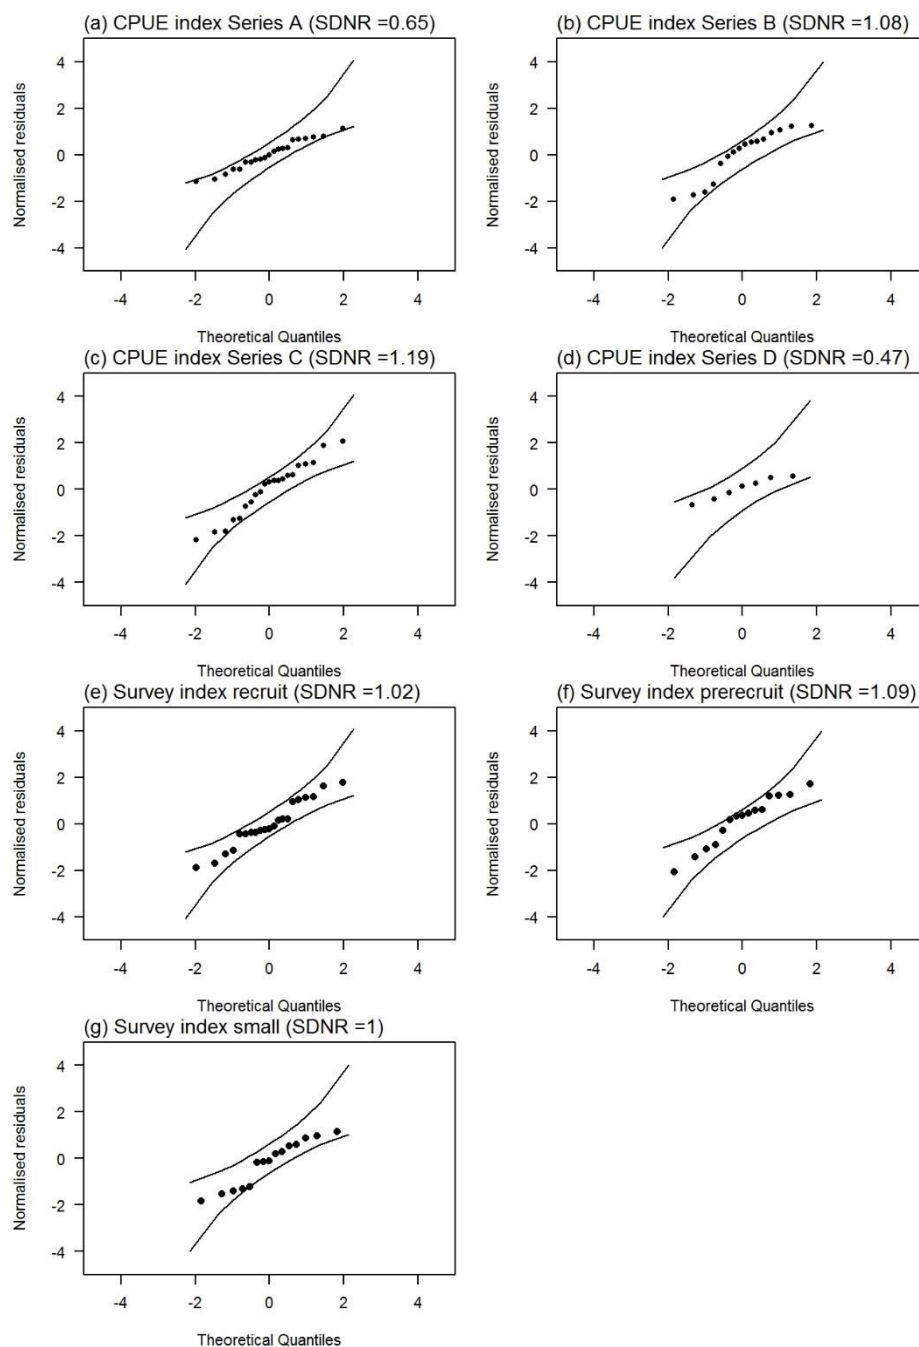 (a) CPUE index Series A (SDNR =0.65)
4
2
0
-2
-4
Normalised residuals
-4 -2 0 2 4
Theoretical Quantiles
(b) CPUE index Series B (SDNR =1.08)
4
2
0
-2
-4
Normalised residuals
-4 -2 0 2 4
Theoretical Quantiles
(c) CPUE index Series C (SDNR =1.19)
4
2
0
-2
-4
Normalised residuals
-4 -2 0 2 4
Theoretical Quantiles
(d) CPUE index Series D (SDNR =0.47)
4
2
0
-2
-4
Normalised residuals
-4 -2 0 2 4
Theoretical Quantiles
(e) Survey index recruit (SDNR =1.02)
4
2
0
-2
-4
Normalised residuals
-4 -2 0 2 4
Theoretical Quantiles
(f) Survey index prerecruit (SDNR =1.09)
4
2
0
-2
-4
Normalised residuals
-4 -2 0 2 4
Theoretical Quantiles
(g) Survey index small (SDNR =1)
4
2
0
-2
-4
Normalised residuals
-4 -2 0 2 4
Theoretical Quantiles